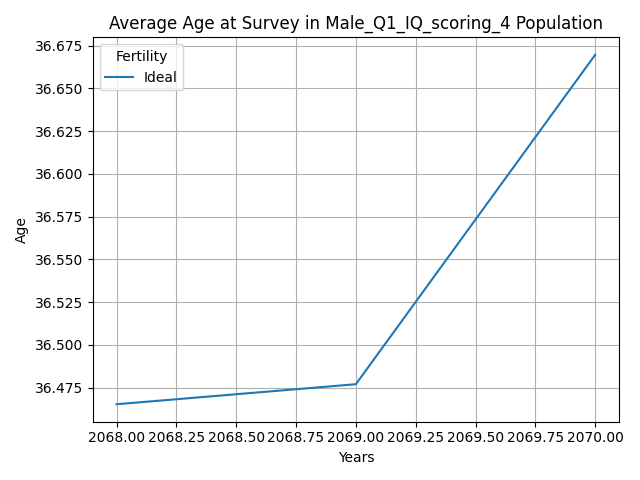 Average Age at Survey in Male_Q1_IQ_scoring_4 Population
Fertility
Ideal
36.675
36.650
36.625
36.600
36.575
36.550
36.525
36.500
36.475
Age
2068.00 2068.25 2068.50 2068.75 2069.00 2069.25 2069.50 2069.75 2070.00
Years